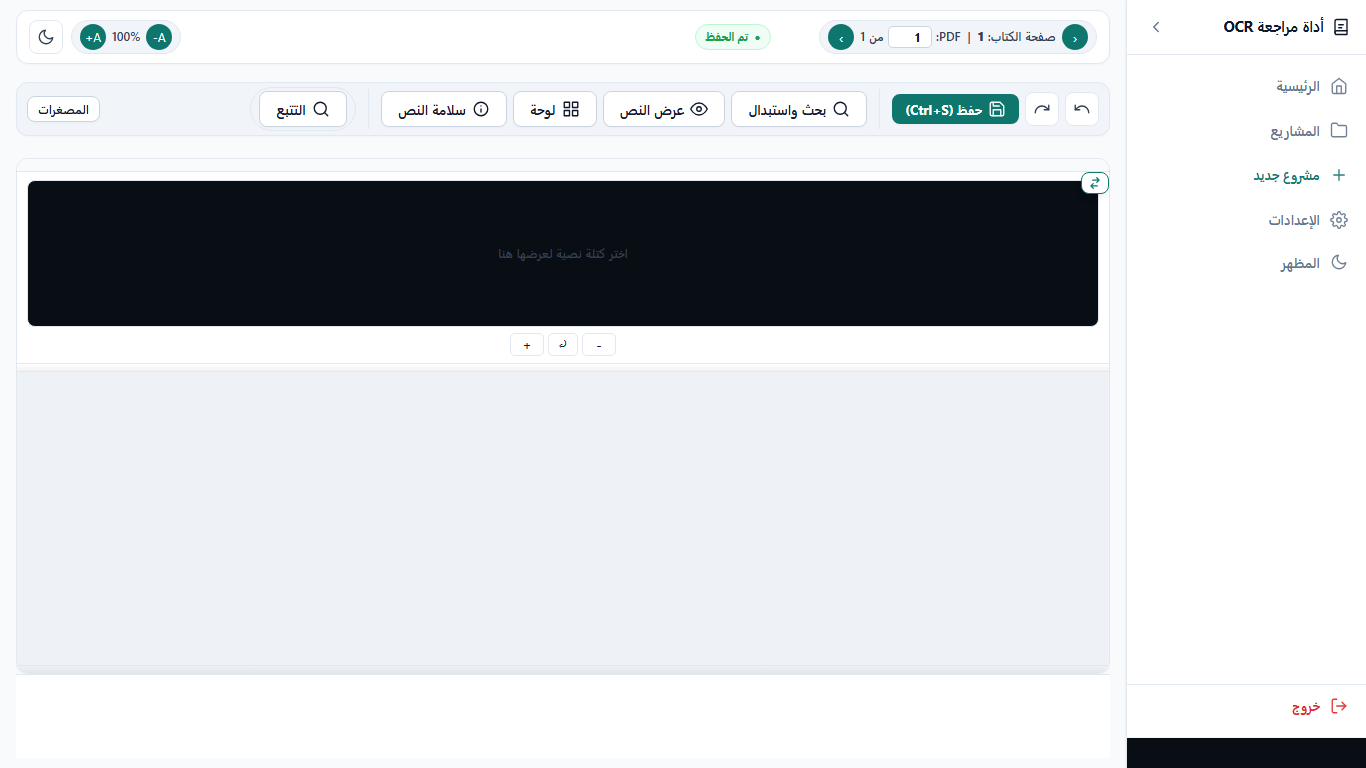 أداة مراجعة OCR
الرئيسية
المشاريع
مشروع جديد
الإعدادات
المظهر
خروج
› صفحة الكتاب: 1 | PDF: 1 من 1 ‹
• تم الحفظ
A- 100% A+
حفظ (Ctrl+S)
بحث واستبدال
عرض النص
لوحة
سلامة النص
التتبع
المصغرات
اختر كتلة نصية لعرضها هنا
- +